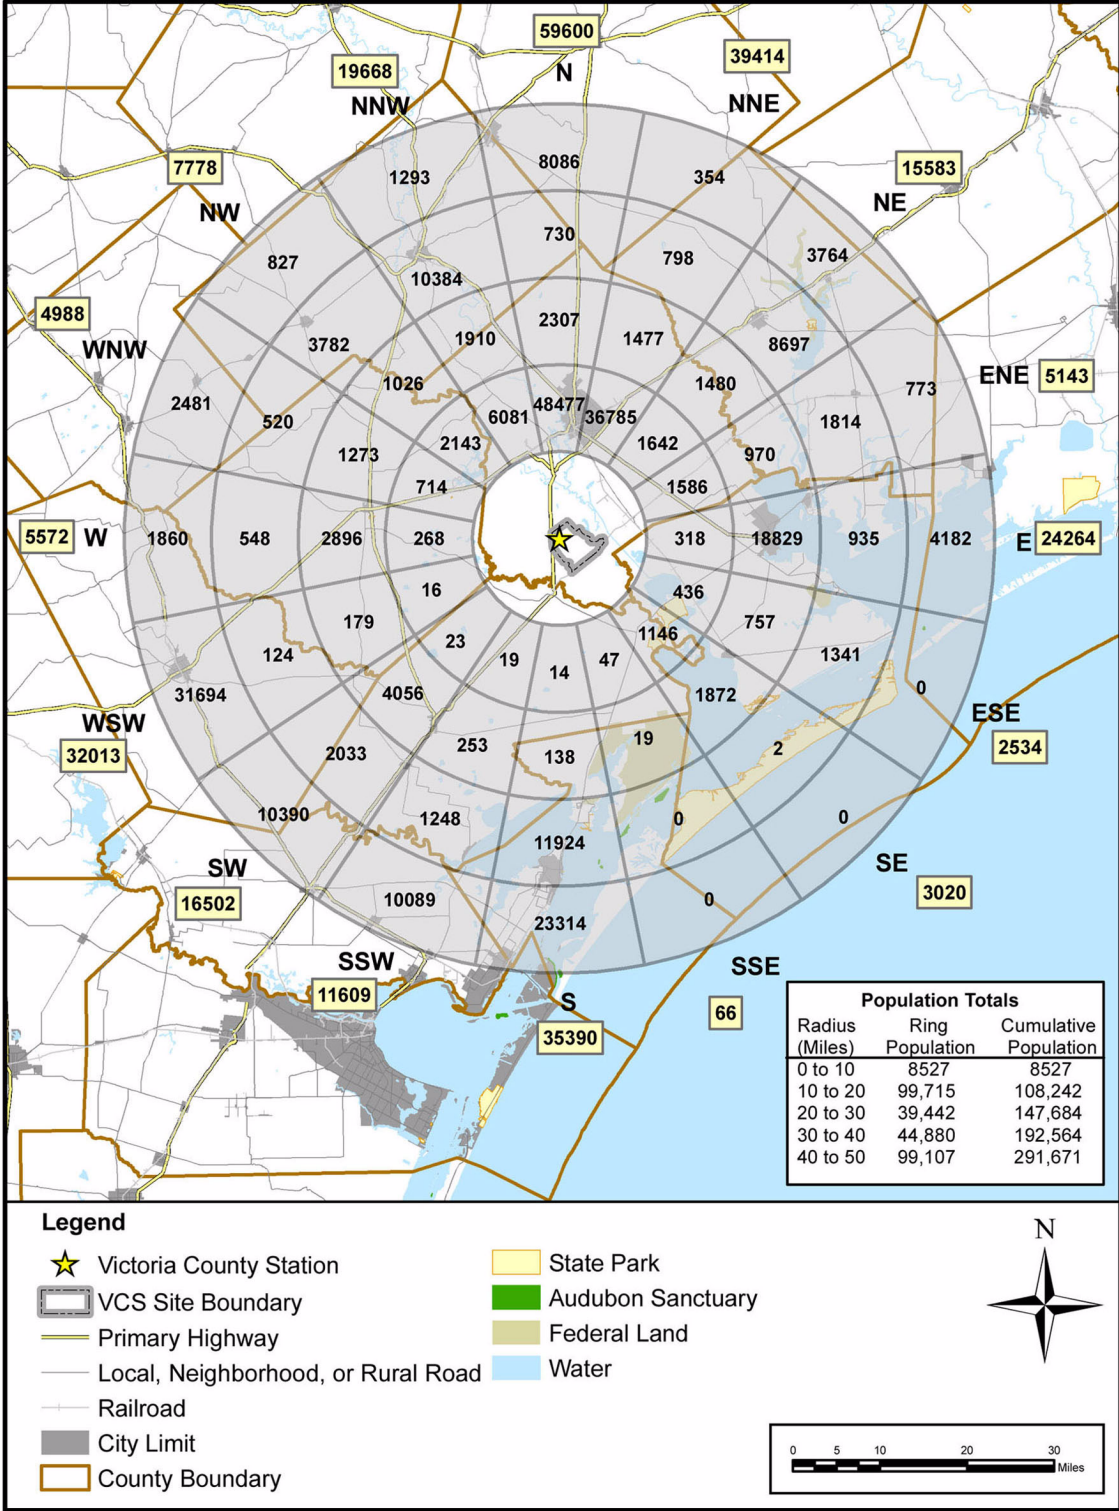 59600
N
39414
NNE
19668
NNW
7778
NW
15583
NE
1293
8086
354
827
730
798
3764
10384
4988
WNW
2307
3782
1910
1477
8697
ENE
5143
2481
1026
1480
773
520
6081
48477
36785
1814
1273
2143
1642
970
714
1586
5572
W
1860
548
2896
268
318
18829
935
4182
E
24264
16
436
179
757
23
1146
124
19
14
47
1341
31694
4056
1872
0
WSW
32013
2033
253
138
19
2
ESE
2534
10390
1248
0
0
11924
SW
16502
SE
3020
10089
0
23314
SSW
11609
SSE
66
S
35390
Population Totals
Radius Ring Cumulative
(Miles) Population Population
0 to 10 8527 8527
10 to 20 99,715 108,242
20 to 30 39,442 147,684
30 to 40 44,880 192,564
40 to 50 99,107 291,671
Legend
Victoria County Station
VCS Site Boundary
Primary Highway
Local, Neighborhood, or Rural Road
Railroad
City Limit
County Boundary
State Park
Audubon Sanctuary
Federal Land
Water
N
0 5 10 20 30
Miles